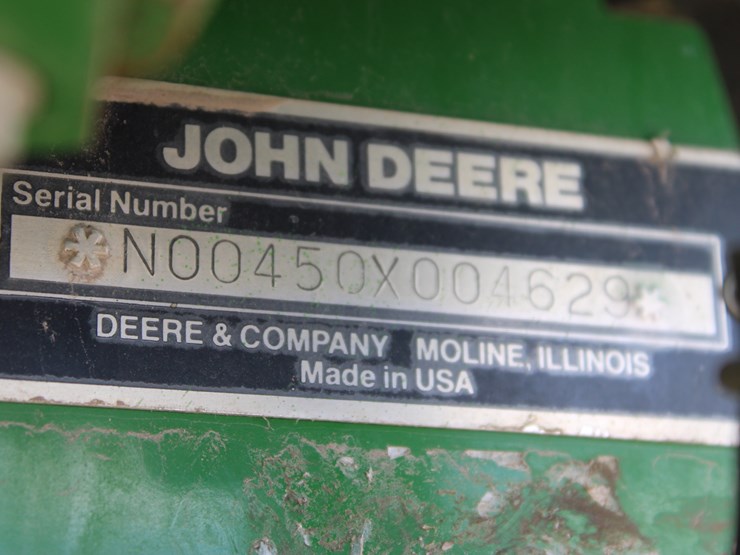 JOHN DEERE
Serial Number
*N00450X004629*
DEERE & COMPANY MOLINE, ILLINOIS
Made in USA